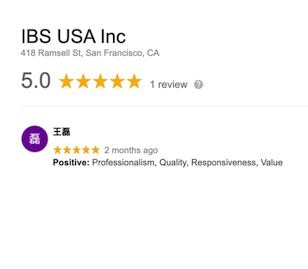 IBS USA Inc
418 Ramsell St, San Francisco, CA
5.0 1 review ?
王磊
磊 2 months ago
Positive: Professionalism, Quality, Responsiveness, Value